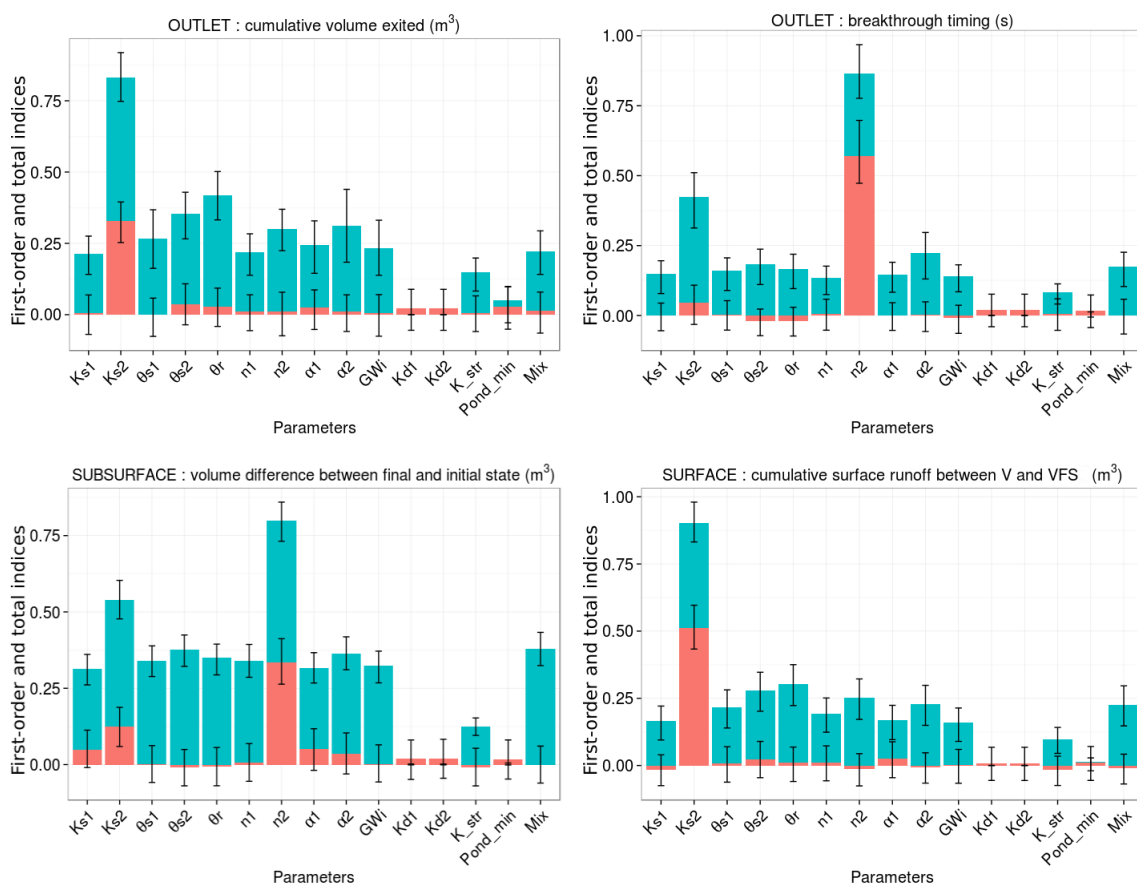 OUTLET : cumulative volume exited (m³)
First-order and total indices
0.75
0.50
0.25
0.00
Ks1 Ks2 θs1 θs2 θr n1 n2 α1 α2 GWi Kd1 Kd2 K_str Pond_min Mix
Parameters
OUTLET : breakthrough timing (s)
First-order and total indices
1.00
0.75
0.50
0.25
0.00
Ks1 Ks2 θs1 θs2 θr n1 n2 α1 α2 GWi Kd1 Kd2 K_str Pond_min Mix
Parameters
SUBSURFACE : volume difference between final and initial state (m³)
First-order and total indices
0.75
0.50
0.25
0.00
Ks1 Ks2 θs1 θs2 θr n1 n2 α1 α2 GWi Kd1 Kd2 K_str Pond_min Mix
Parameters
SURFACE : cumulative surface runoff between V and VFS (m³)
First-order and total indices
1.00
0.75
0.50
0.25
0.00
Ks1 Ks2 θs1 θs2 θr n1 n2 α1 α2 GWi Kd1 Kd2 K_str Pond_min Mix
Parameters